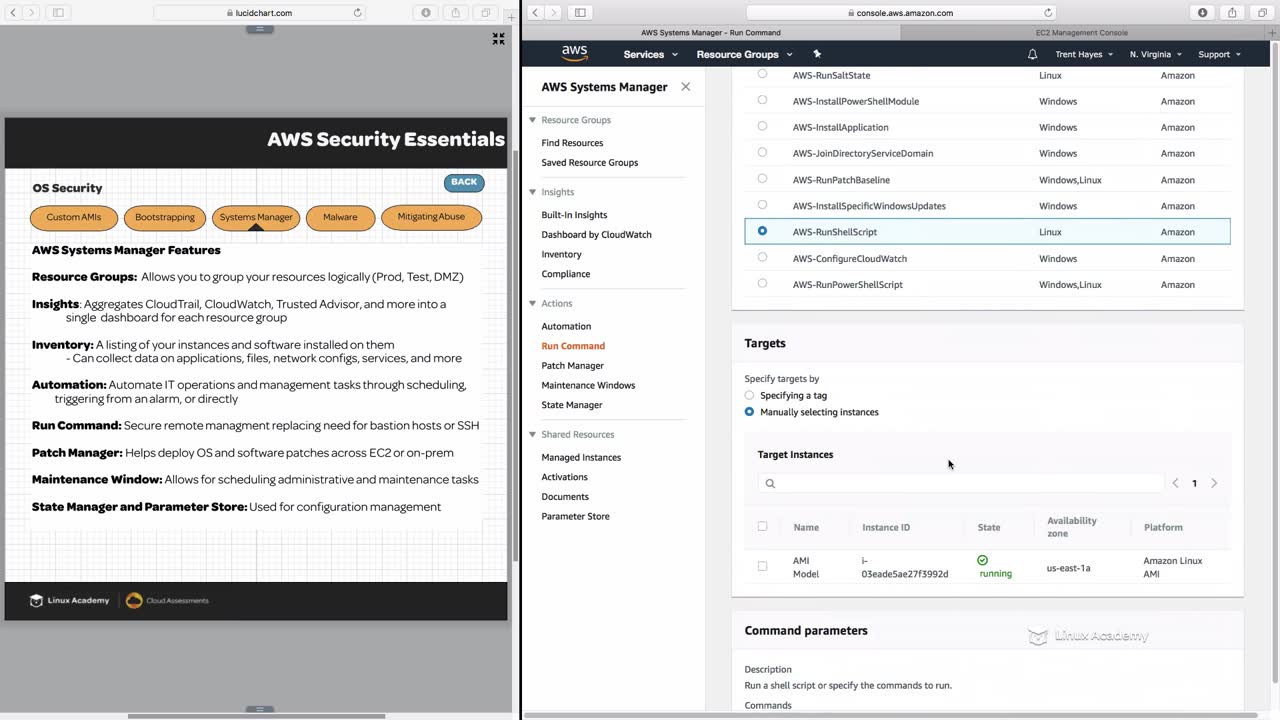 lucidchart.com
AWS Security Essentials
OS Security
BACK
Custom AMIs
Bootstrapping
Systems Manager
Malware
Mitigating Abuse
AWS Systems Manager Features
Resource Groups: Allows you to group your resources logically (Prod, Test, DMZ)
Insights: Aggregates CloudTrail, CloudWatch, Trusted Advisor, and more into a
single dashboard for each resource group
Inventory: A listing of your instances and software installed on them
- Can collect data on applications, files, network configs, services, and more
Automation: Automate IT operations and management tasks through scheduling,
triggering from an alarm, or directly
Run Command: Secure remote managment replacing need for bastion hosts or SSH
Patch Manager: Helps deploy OS and software patches across EC2 or on-prem
Maintenance Window: Allows for scheduling administrative and maintenance tasks
State Manager and Parameter Store: Used for configuration management
Linux Academy
Cloud Assessments
console.aws.amazon.com
AWS Systems Manager - Run Command
EC2 Management Console
aws
Services
Resource Groups
Trent Hayes
N. Virginia
Support
AWS Systems Manager
Resource Groups
Find Resources
Saved Resource Groups
Insights
Built-In Insights
Dashboard by CloudWatch
Inventory
Compliance
Actions
Automation
Run Command
Patch Manager
Maintenance Windows
State Manager
Shared Resources
Managed Instances
Activations
Documents
Parameter Store
AWS-RunSaltState Linux Amazon
AWS-InstallPowerShellModule Windows Amazon
AWS-InstallApplication Windows Amazon
AWS-JoinDirectoryServiceDomain Windows Amazon
AWS-RunPatchBaseline Windows,Linux Amazon
AWS-InstallSpecificWindowsUpdates Windows Amazon
AWS-RunShellScript Linux Amazon
AWS-ConfigureCloudWatch Windows Amazon
AWS-RunPowerShellScript Windows,Linux Amazon
Targets
Specify targets by
Specifying a tag
Manually selecting instances
Target Instances
1
Name Instance ID State Availability zone Platform
AMI Model i-03eade5ae27f3992d running us-east-1a Amazon Linux AMI
Command parameters
Linux Academy
Description
Run a shell script or specify the commands to run.
Commands